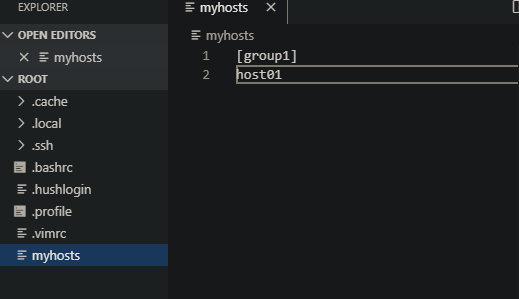 EXPLORER
OPEN EDITORS
myhosts
ROOT
.cache
.local
.ssh
.bashrc
.hushlogin
.profile
.vimrc
myhosts
myhosts
myhosts
1 [group1]
2 host01